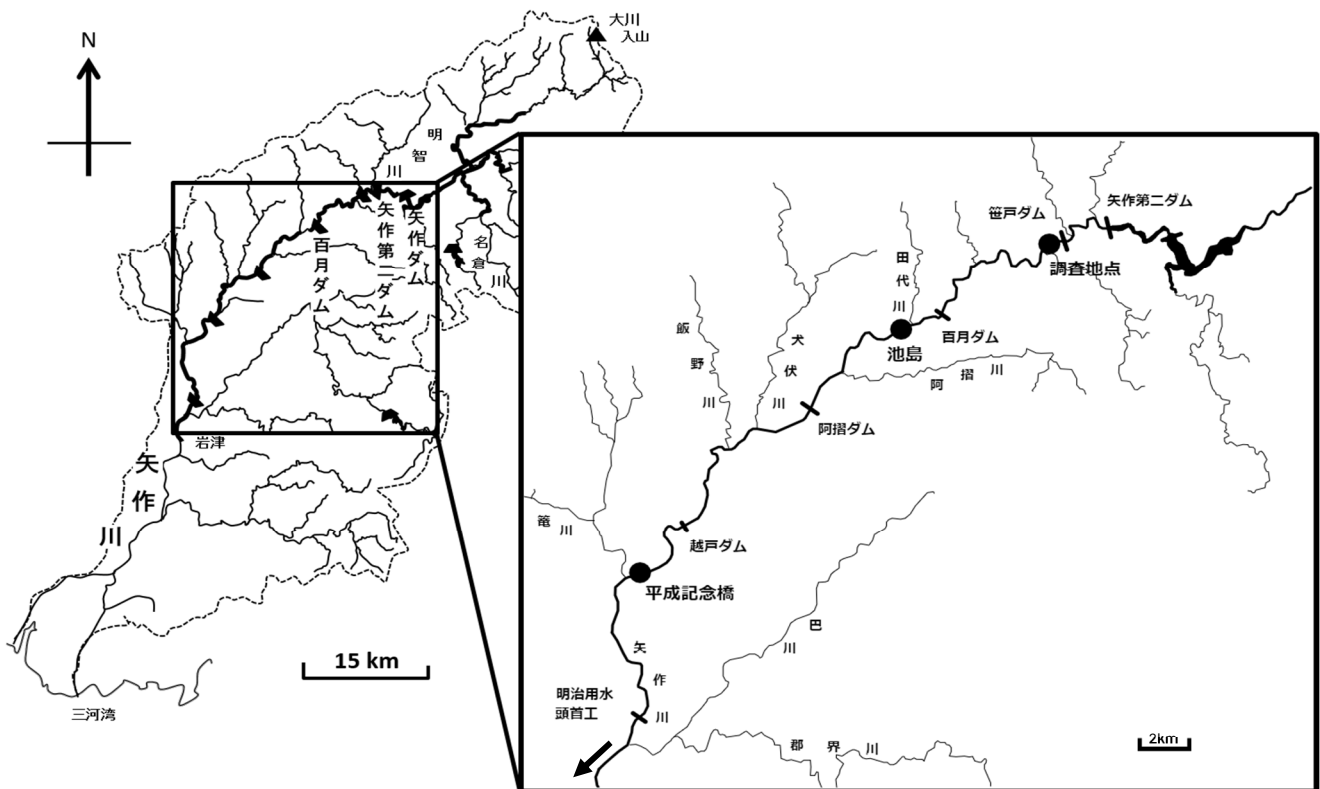 N
大川
入山
明智川
矢作ダム
矢作第二ダム
百月ダム
名倉川
岩津
矢作川
15 km
三河湾
矢作第二ダム
笹戸ダム
調査地点
田代川
百月ダム
池島
犬伏川
飯野川
阿摺川
阿摺ダム
篭川
越戸ダム
平成記念橋
巴川
矢作川
明治用水
頭首工
郡界川
2km